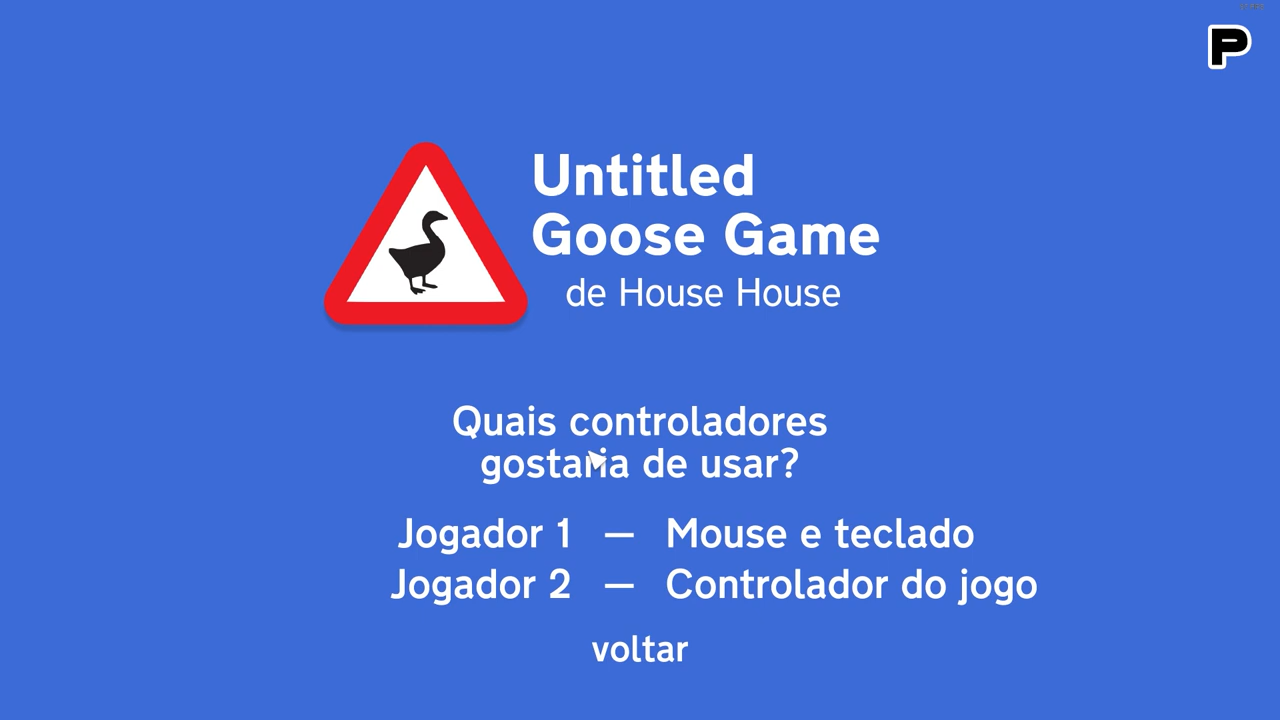 P
Untitled
Goose Game
de House House
Quais controladores
gostaria de usar?
Jogador 1 — Mouse e teclado
Jogador 2 — Controlador do jogo
voltar